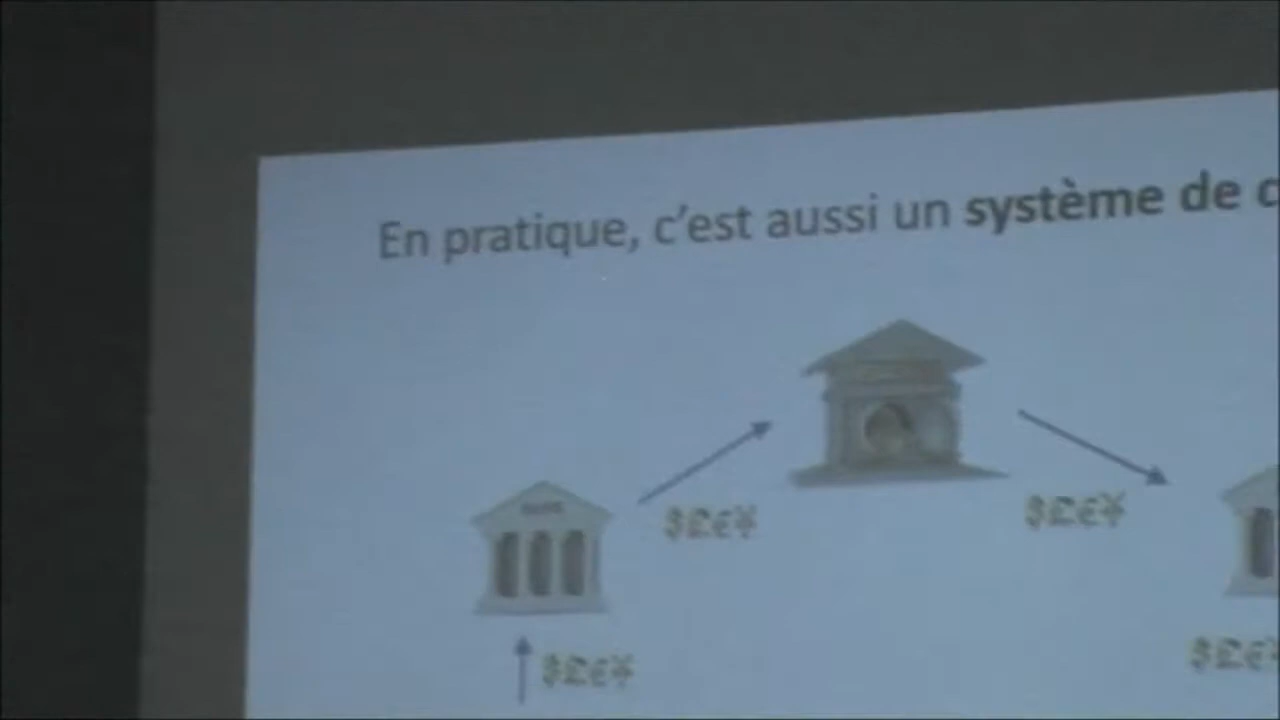 En pratique, c'est aussi un système de
$£€¥ $£€¥
$£€¥ $£€¥